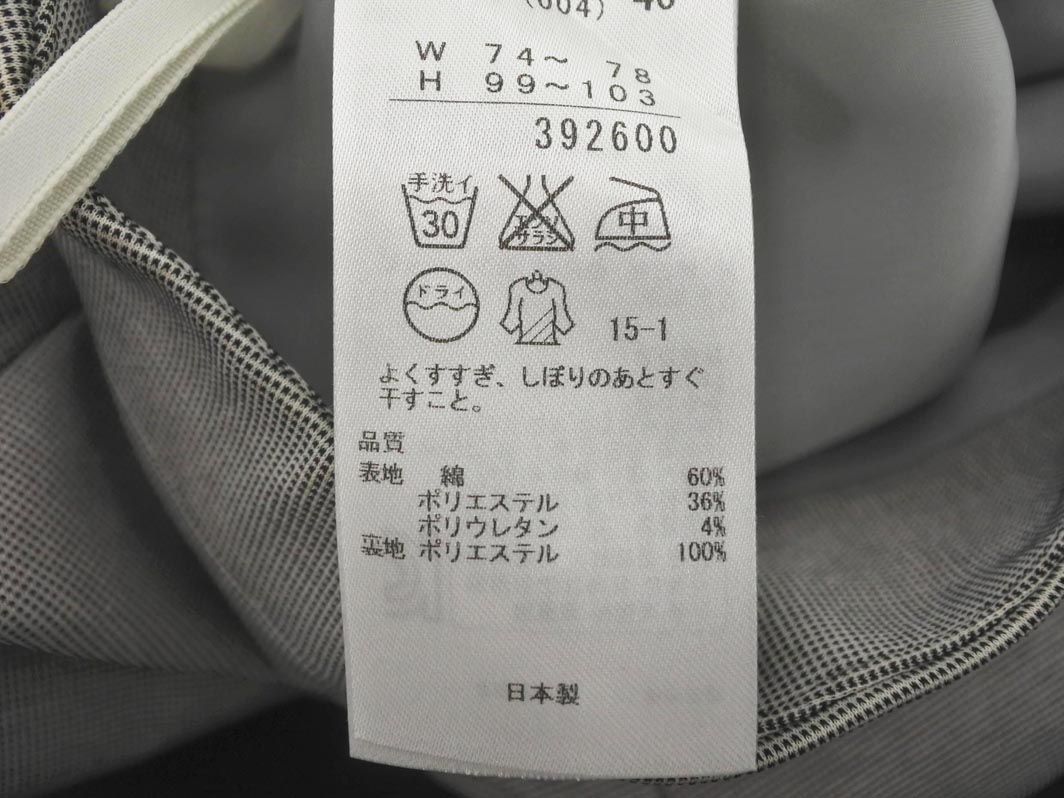 (004) 40
W 74～ 78
H 99～103
392600
手洗イ
30
エンソ
サラシ
中
ドライ
15-1
よくすすぎ、しぼりのあとすぐ
干すこと。
品質
表地 綿 60%
ポリエステル 36%
ポリウレタン 4%
裏地 ポリエステル 100%
日本製